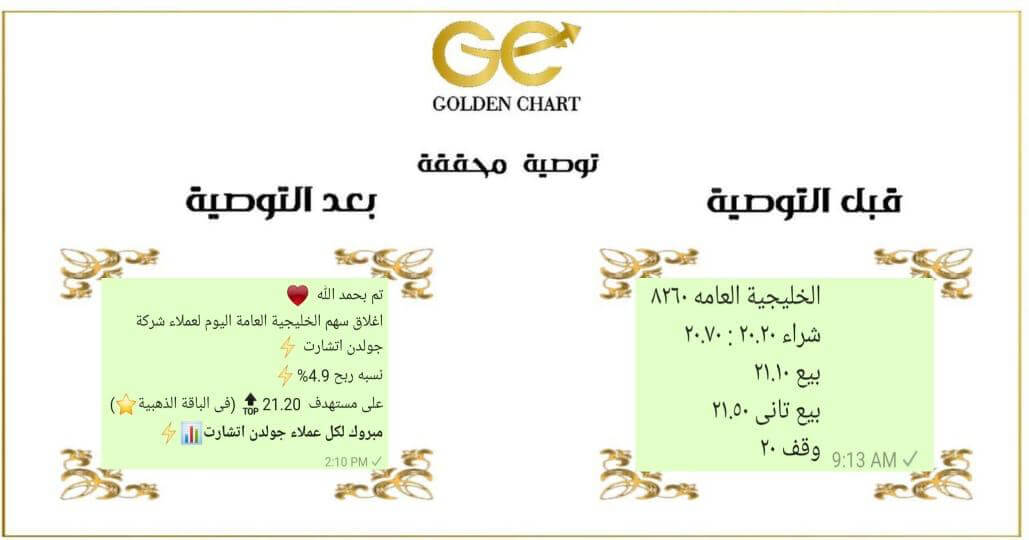 GC
GOLDEN CHART
توصية محققة
قبل التوصية
الخليجية العامه ٨٢٦٠
شراء ٢٠.٢٠ : ٢٠.٧٠
بيع ٢١.١٠
بيع تانى ٢١.٥٠
وقف ٢٠
9:13 AM
بعد التوصية
تم بحمد الله
اغلاق سهم الخليجية العامة اليوم لعملاء شركة
جولدن اتشارت
نسبه ربح 4.9%
على مستهدف 21.20 TOP (فى الباقة الذهبية)
مبروك لكل عملاء جولدن اتشارت
2:10 PM